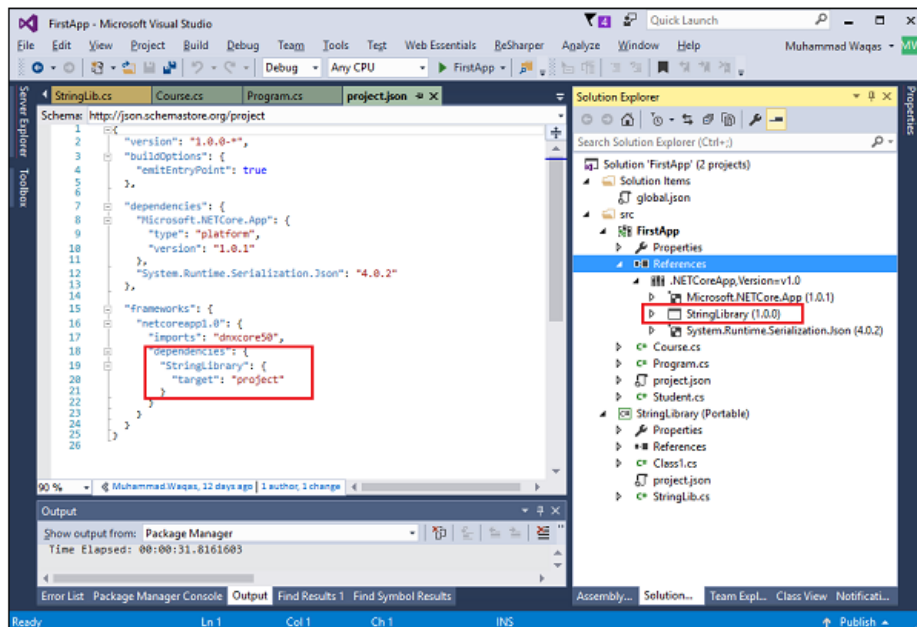 FirstApp - Microsoft Visual Studio
4
Quick Launch
File Edit View Project Build Debug Team Tools Test Web Essentials ReSharper Analyze Window Help
Muhammad Waqas
MW
Debug Any CPU FirstApp
Server Explorer
Toolbox
StringLib.cs Course.cs Program.cs project.json
Schema: http://json.schemastore.org/project
1 {
2 "version": "1.0.0-*",
3 "buildOptions": {
4 "emitEntryPoint": true
5 },
6
7 "dependencies": {
8 "Microsoft.NETCore.App": {
9 "type": "platform",
10 "version": "1.0.1"
11 },
12 "System.Runtime.Serialization.Json": "4.0.2"
13 },
14
15 "frameworks": {
16 "netcoreapp1.0": {
17 "imports": "dnxcore50",
18 "dependencies": {
19 "StringLibrary": {
20 "target": "project"
21 }
22 }
23 }
24 }
25 }
26
90 % Muhammad.Waqas, 12 days ago | 1 author, 1 change
Output
Show output from: Package Manager
Time Elapsed: 00:00:31.8161603
Error List Package Manager Console Output Find Results 1 Find Symbol Results
Solution Explorer
Search Solution Explorer (Ctrl+;)
Solution 'FirstApp' (2 projects)
Solution Items
global.json
src
FirstApp
Properties
References
.NETCoreApp,Version=v1.0
Microsoft.NETCore.App (1.0.1)
StringLibrary (1.0.0)
System.Runtime.Serialization.Json (4.0.2)
C# Course.cs
C# Program.cs
project.json
C# Student.cs
C# StringLibrary (Portable)
Properties
References
C# Class1.cs
project.json
C# StringLib.cs
Assembly... Solution... Team Expl... Class View Notificati...
Properties
Ready Ln 1 Col 1 Ch 1 INS Publish